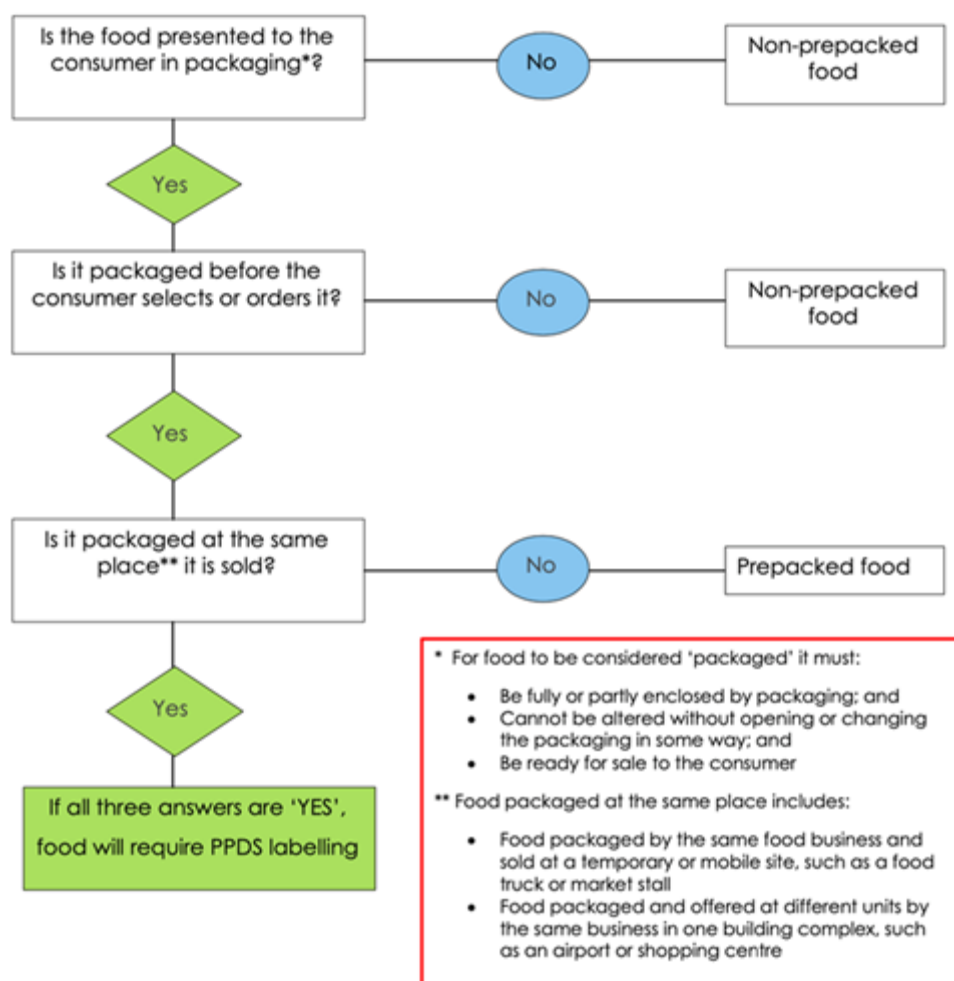 Is the food presented to the
consumer in packaging*?
No
Non-prepacked
food
Yes
Is it packaged before the
consumer selects or orders it?
No
Non-prepacked
food
Yes
Is it packaged at the same
place** it is sold?
No
Prepacked food
Yes
If all three answers are ‘YES’,
food will require PPDS labelling
* For food to be considered ‘packaged’ it must:
• Be fully or partly enclosed by packaging; and
• Cannot be altered without opening or changing
the packaging in some way; and
• Be ready for sale to the consumer
** Food packaged at the same place includes:
• Food packaged by the same food business and
sold at a temporary or mobile site, such as a food
truck or market stall
• Food packaged and offered at different units by
the same business in one building complex, such
as an airport or shopping centre